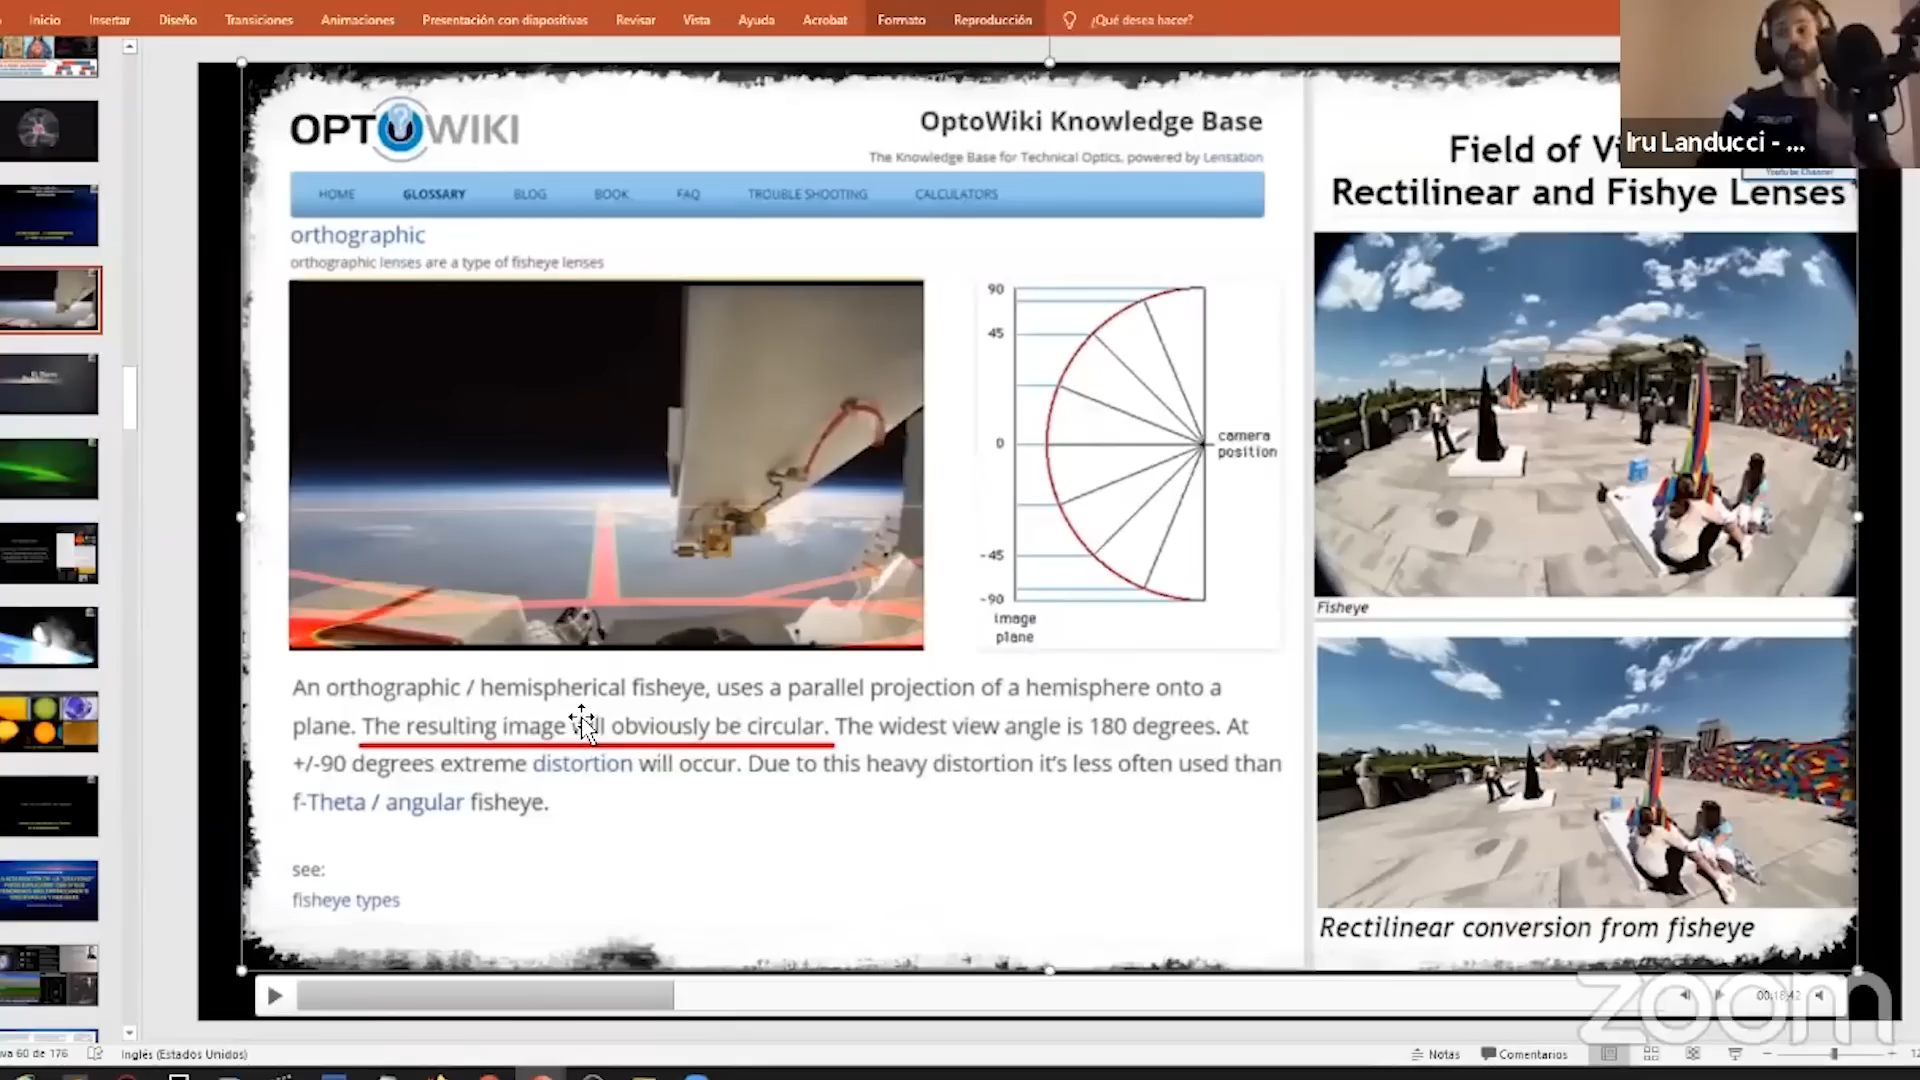 Inicio Insertar Diseño Transiciones Animaciones Presentación con diapositivas Revisar Vista Ayuda Acrobat Formato Reproducción ¿Qué desea hacer?
Iru Landucci - ...
OPTOWIKI
OptoWiki Knowledge Base
The Knowledge Base for Technical Optics, powered by Lensation
HOME GLOSSARY BLOG BOOK FAQ TROUBLE SHOOTING CALCULATORS
orthographic
orthographic lenses are a type of fisheye lenses
90
45
0
-45
-90
camera
position
image
plane
An orthographic / hemispherical fisheye, uses a parallel projection of a hemisphere onto a
plane. The resulting image will obviously be circular. The widest view angle is 180 degrees. At
+/-90 degrees extreme distortion will occur. Due to this heavy distortion it's less often used than
f-Theta / angular fisheye.
see:
fisheye types
Field of Vi
YouTube Channel
Rectilinear and Fishye Lenses
Fisheye
Rectilinear conversion from fisheye
zoom
60 de 176 Inglés (Estados Unidos) Notas Comentarios